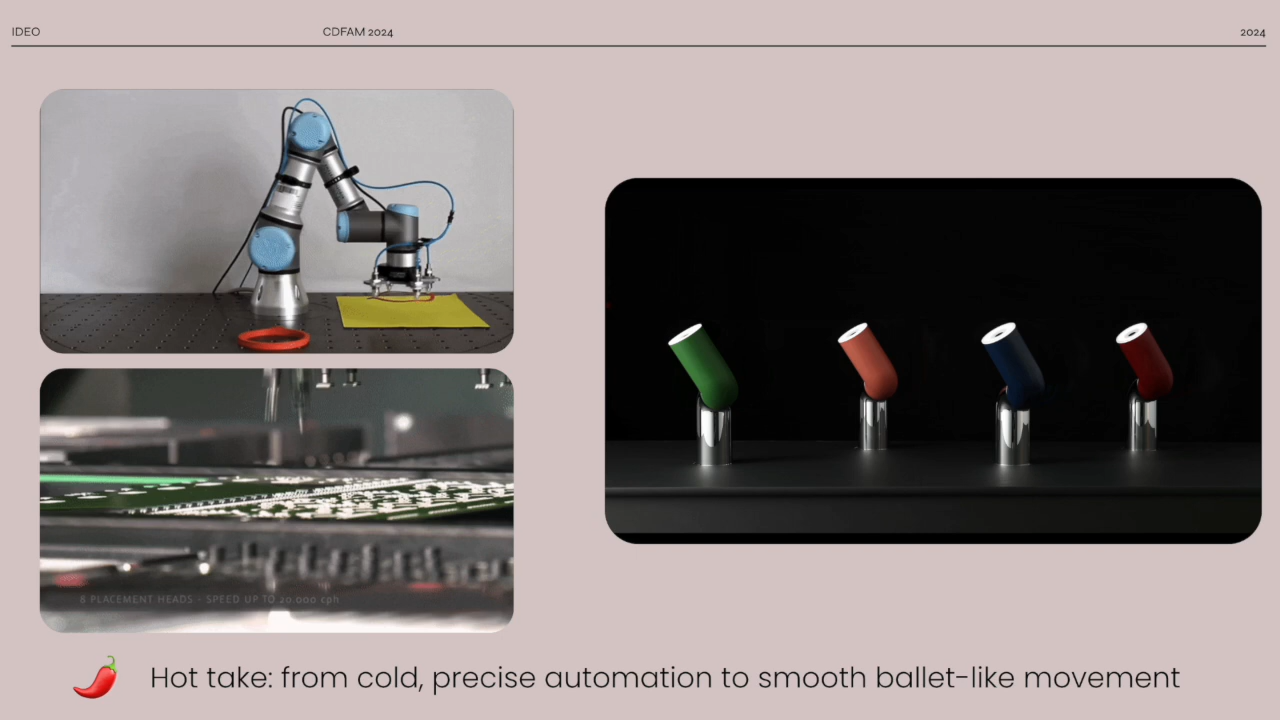 IDEO
CDFAM 2024
2024
8 PLACEMENT HEADS - SPEED UP TO 20.000 cph
Hot take: from cold, precise automation to smooth ballet-like movement